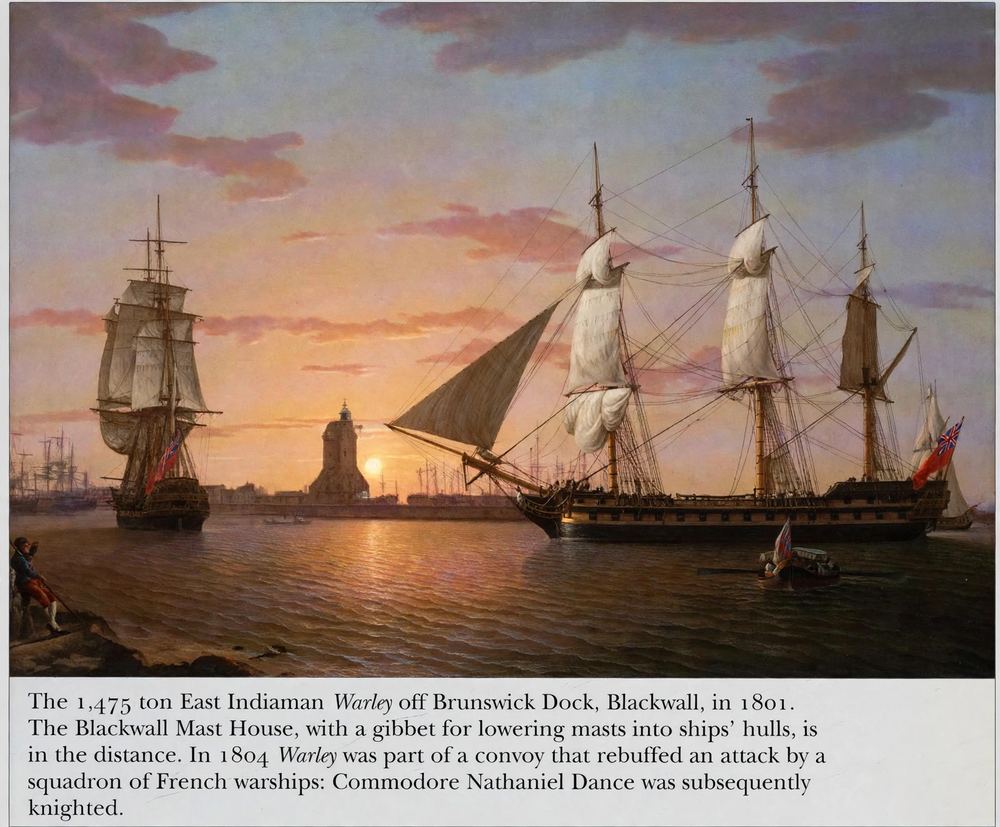 The 1,475 ton East Indiaman Warley off Brunswick Dock, Blackwall, in 1801.
The Blackwall Mast House, with a gibbet for lowering masts into ships’ hulls, is
in the distance. In 1804 Warley was part of a convoy that rebuffed an attack by a
squadron of French warships: Commodore Nathaniel Dance was subsequently
knighted.